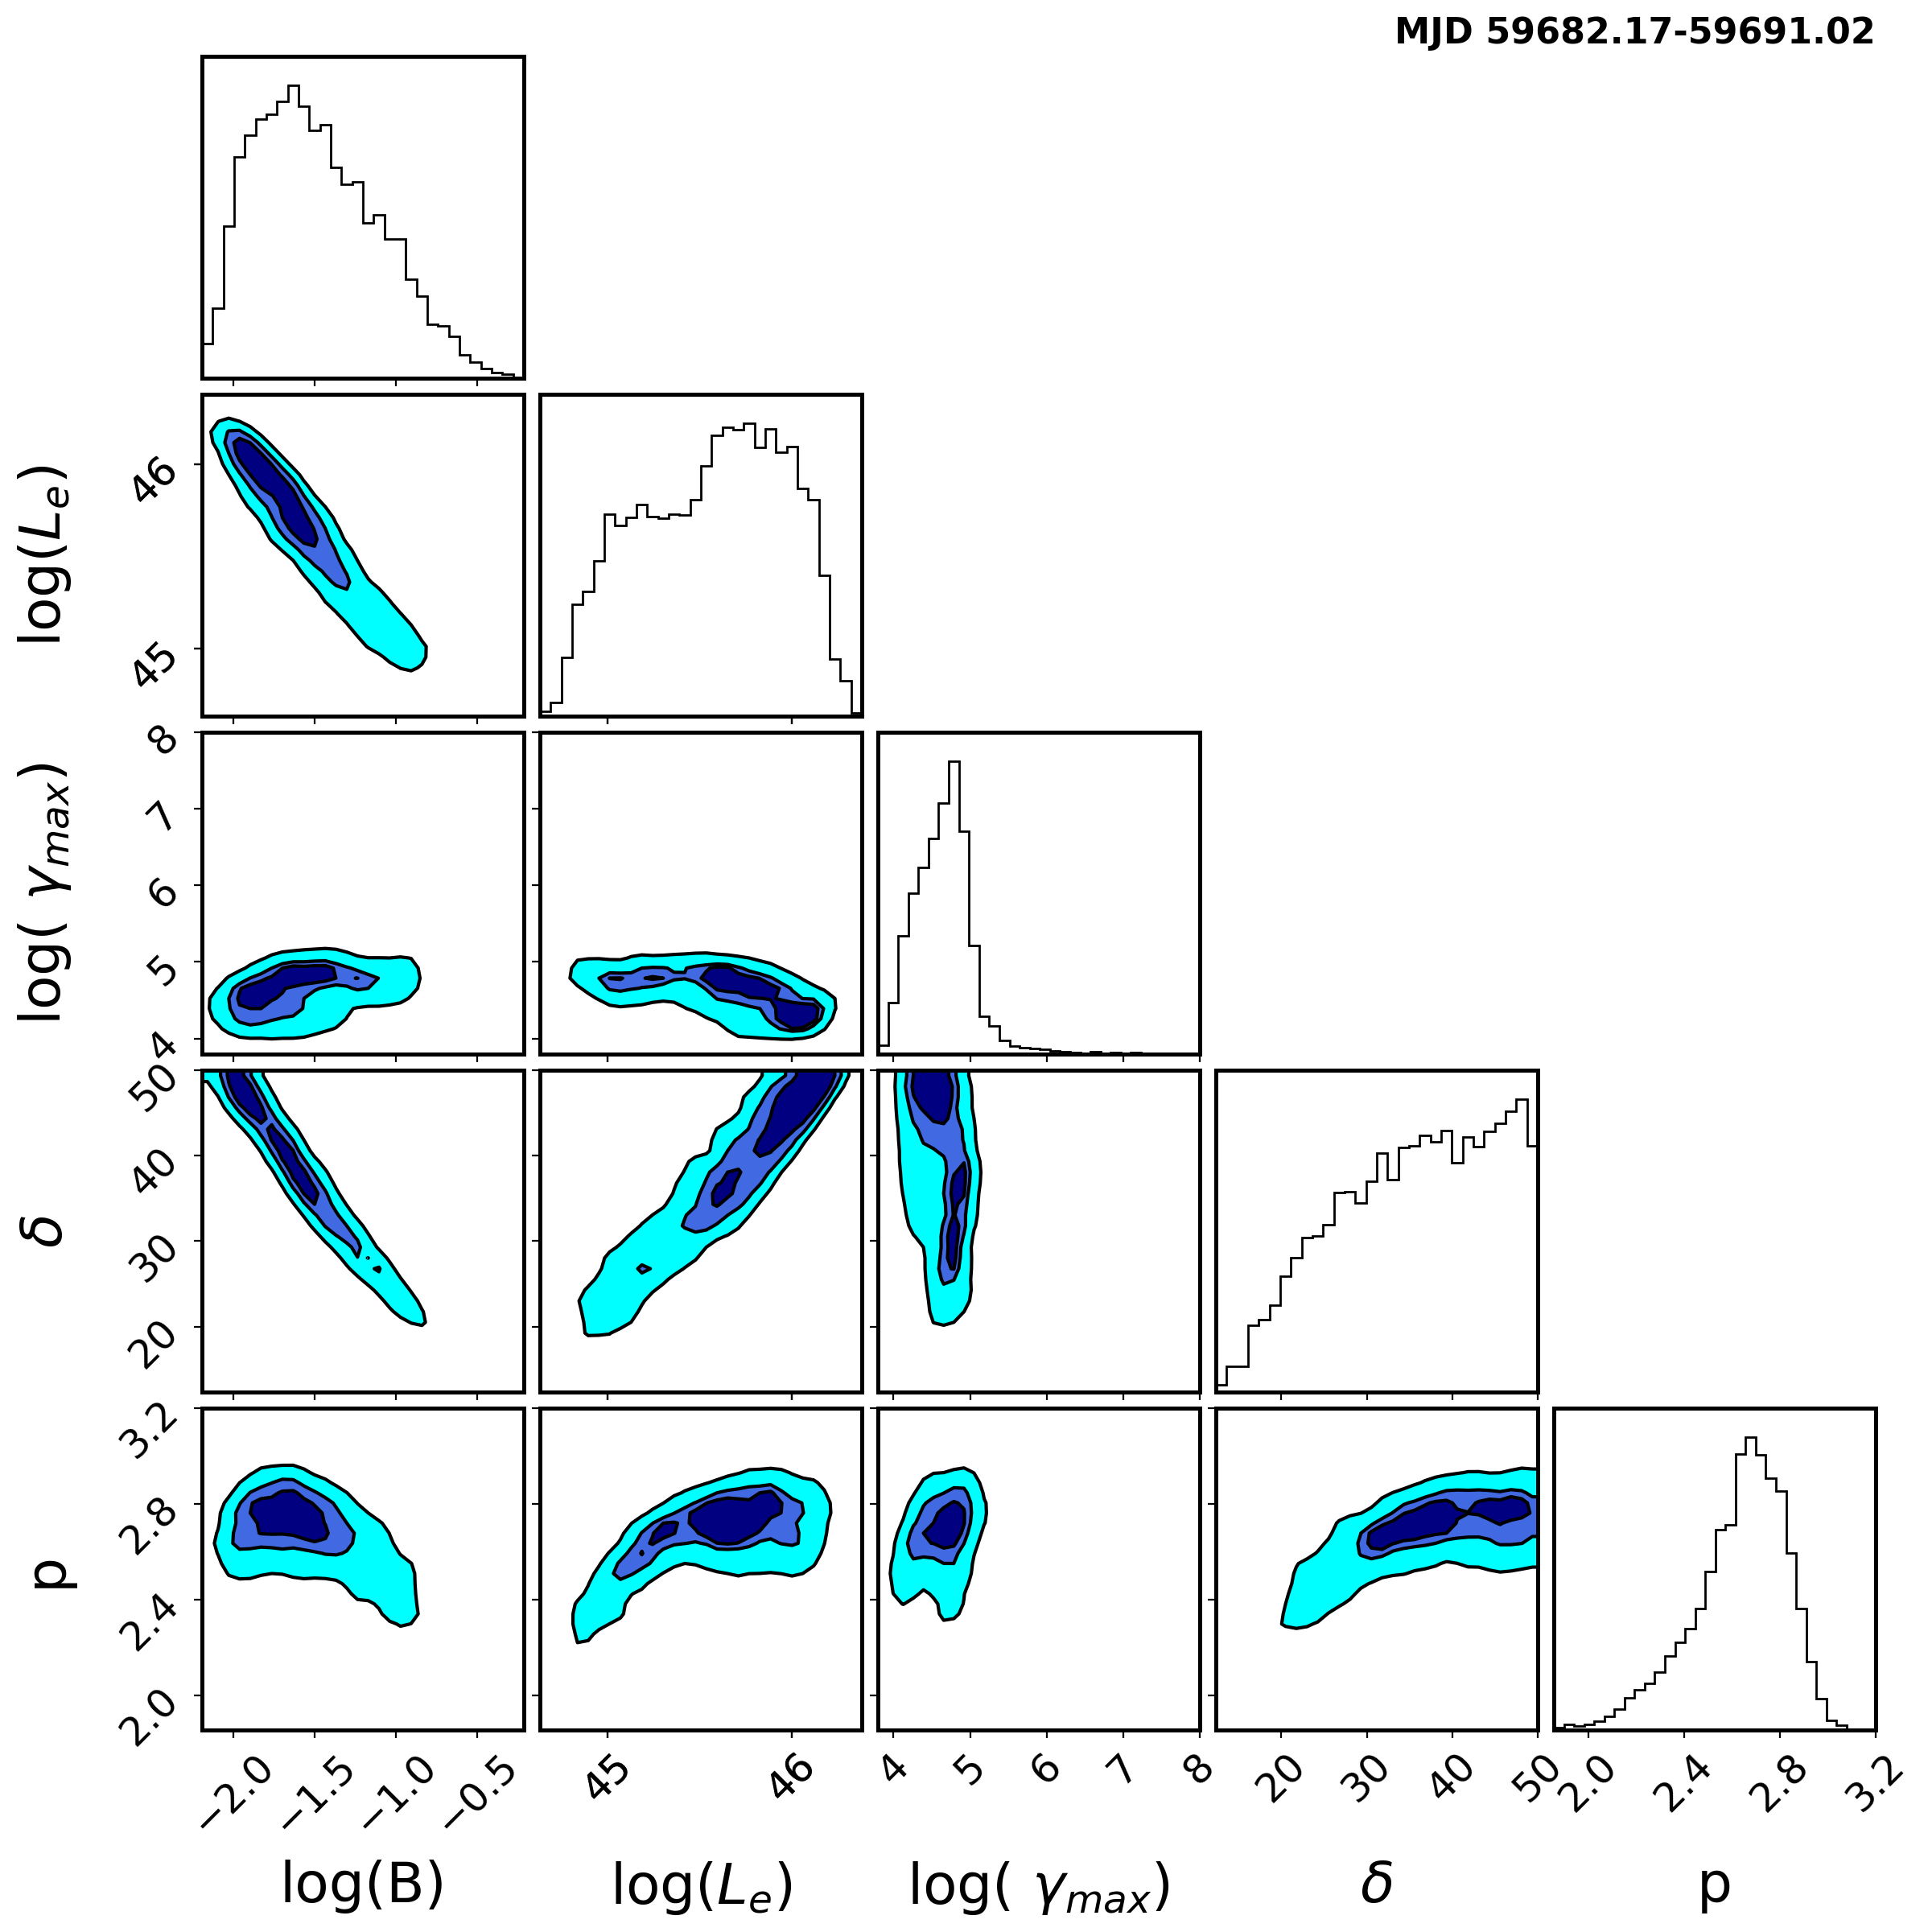 MJD 59682.17-59691.02
log(L_e)
46
45
log( γ_max)
8
7
6
5
4
δ
50
40
30
20
p
3.2
2.8
2.4
2.0
−2.0 −1.5 −1.0 −0.5
45 46
4 5 6 7 8
20 30 40 50
2.0 2.4 2.8 3.2
log(B)
log(L_e)
log( γ_max)
δ
p